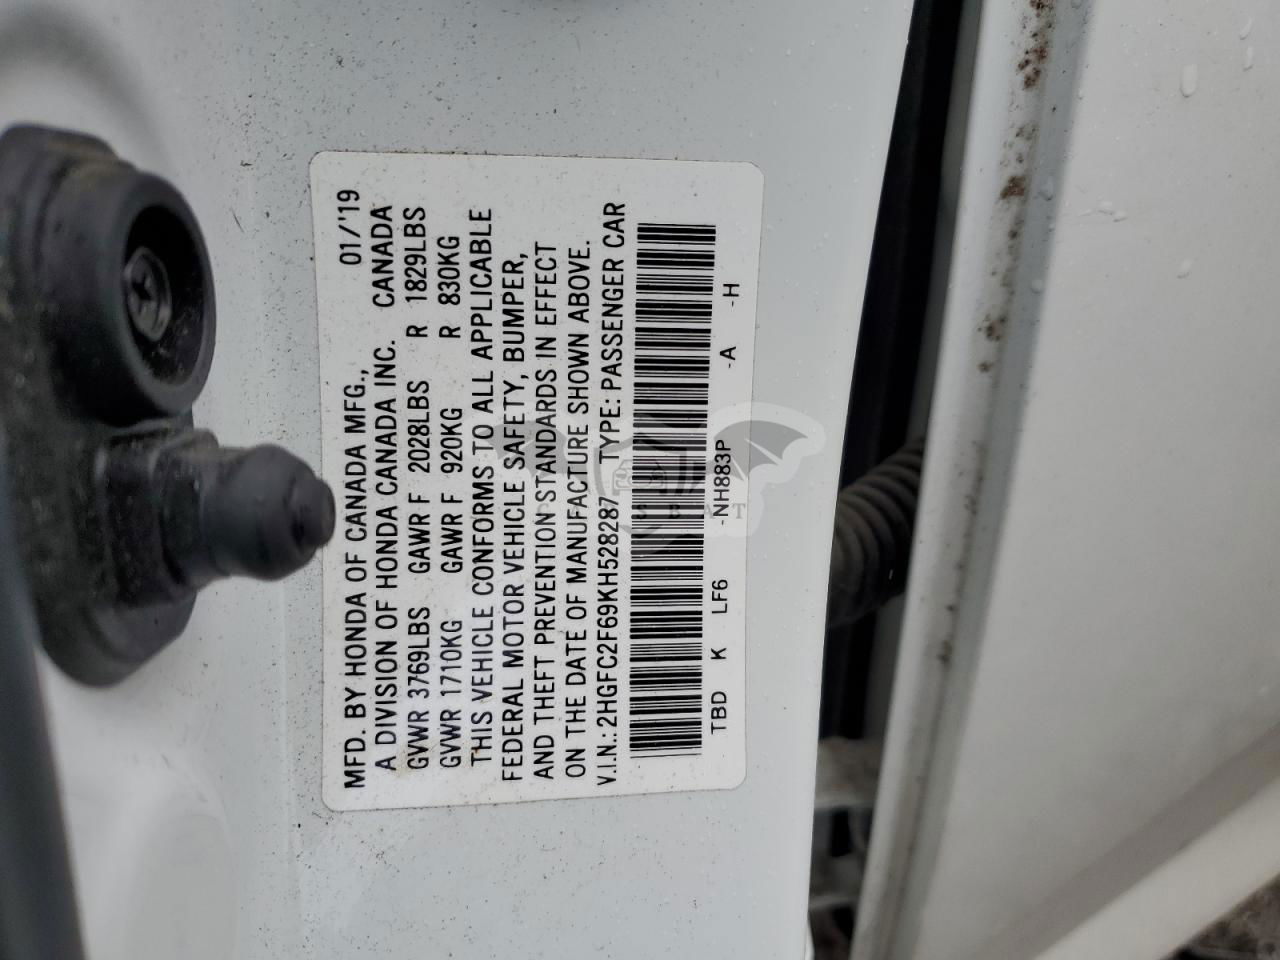 MFD. BY HONDA OF CANADA MFG., 01/'19
A DIVISION OF HONDA CANADA INC. CANADA
GVWR 3769LBS GAWR F 2028LBS R 1829LBS
GVWR 1710KG GAWR F 920KG R 830KG
THIS VEHICLE CONFORMS TO ALL APPLICABLE
FEDERAL MOTOR VEHICLE SAFETY, BUMPER,
AND THEFT PREVENTION STANDARDS IN EFFECT
ON THE DATE OF MANUFACTURE SHOWN ABOVE.
V.I.N.: 2HGFC2F69KH528287 TYPE: PASSENGER CAR
TBD K LF6 -NH883P -A -H